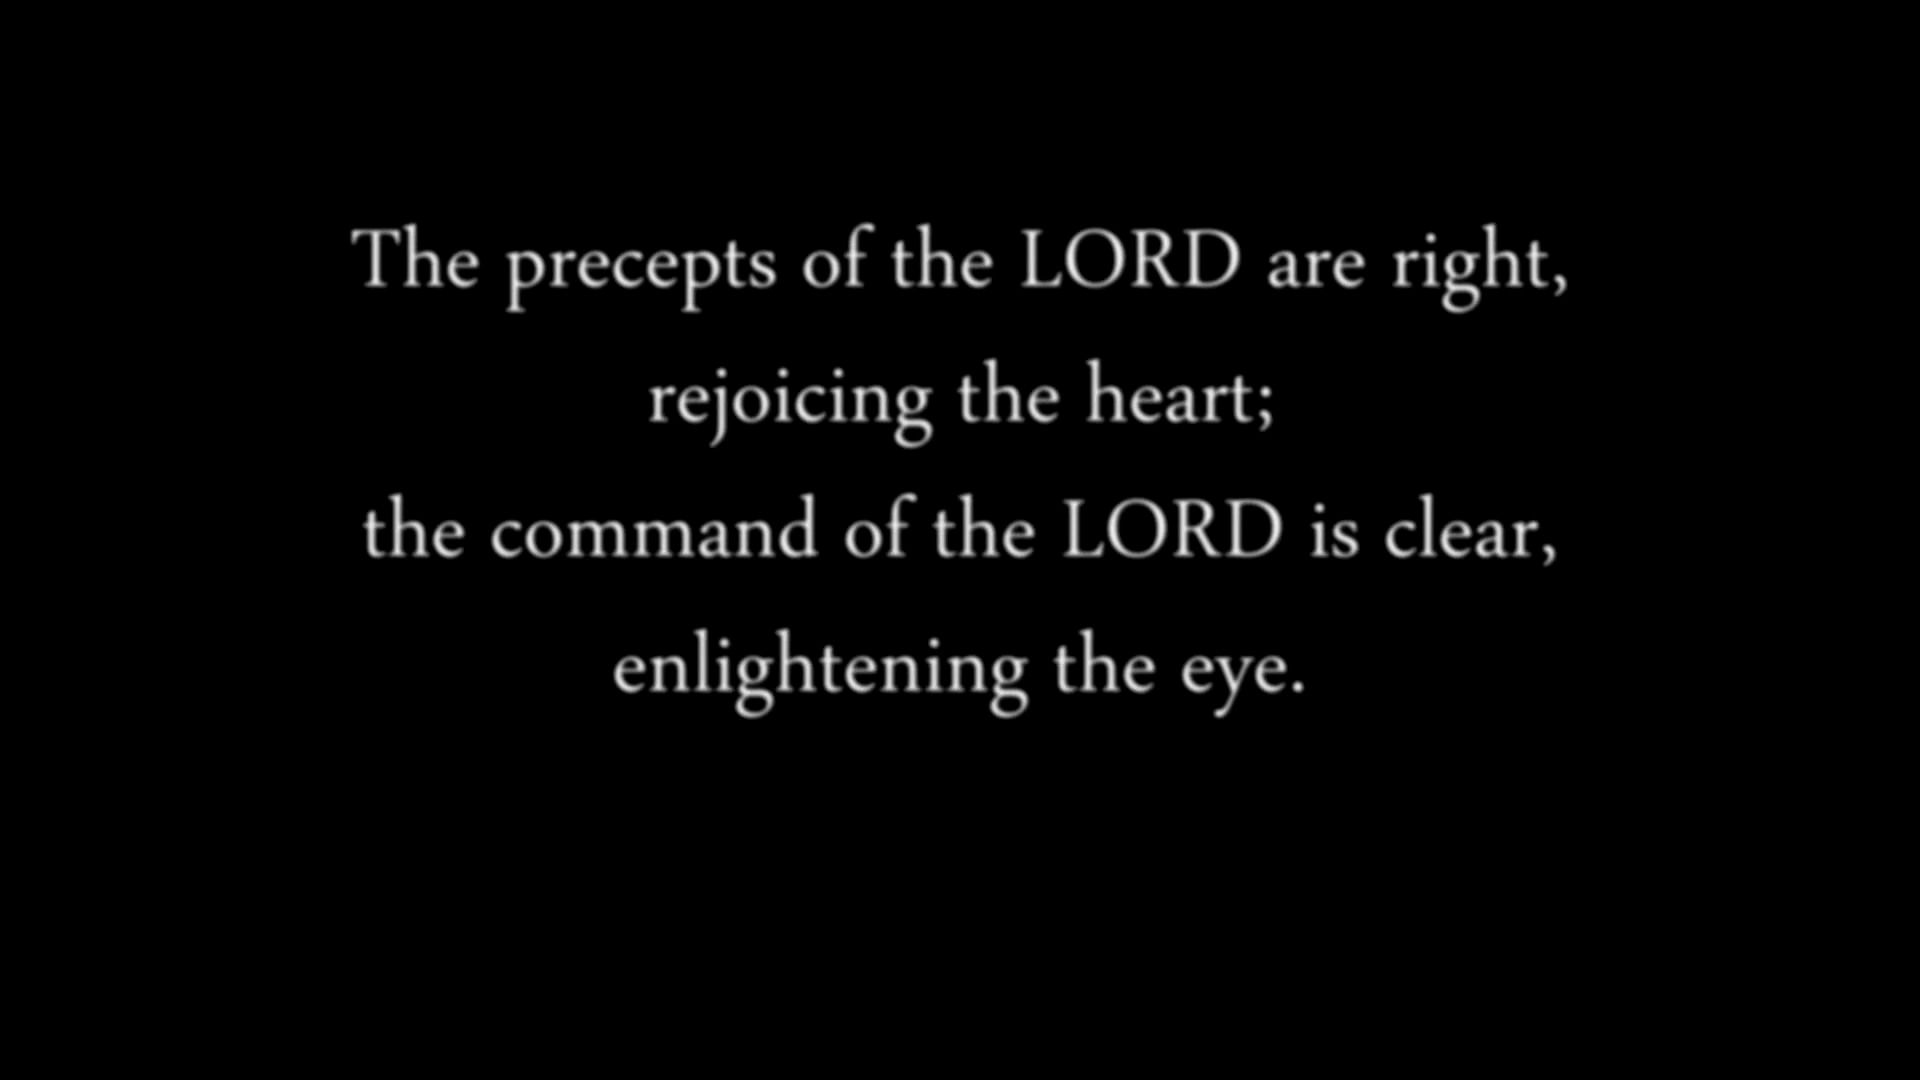 The precepts of the LORD are right,
rejoicing the heart;
the command of the LORD is clear,
enlightening the eye.